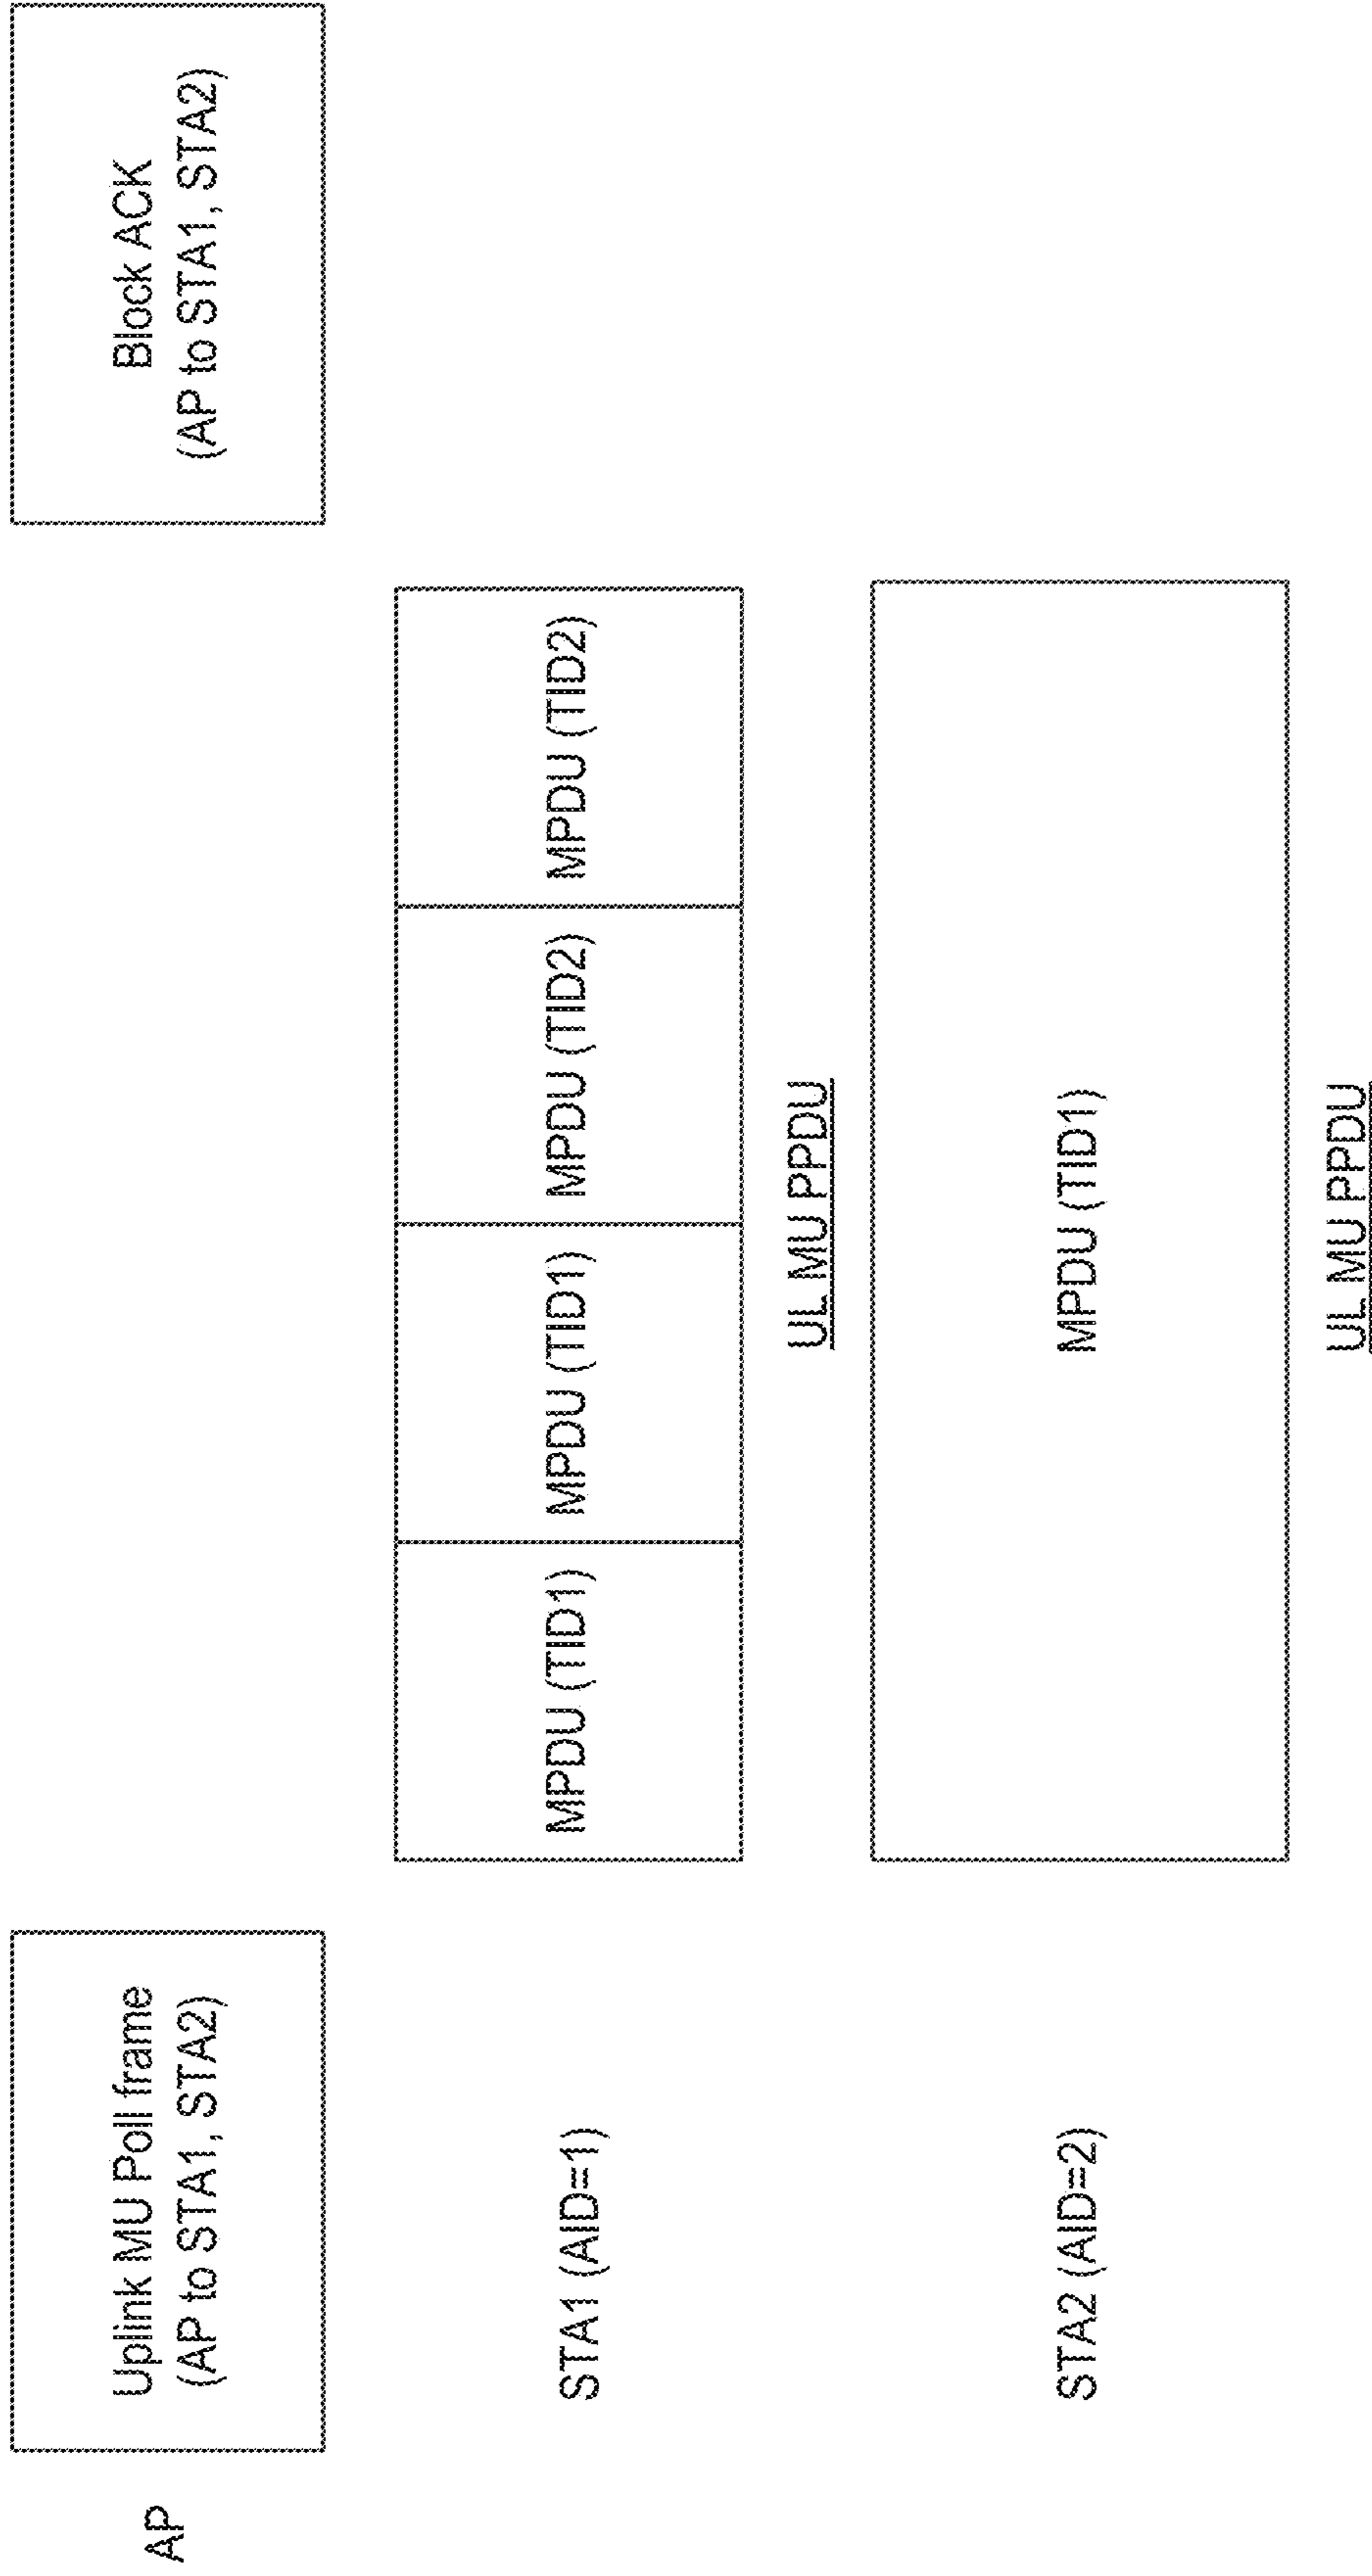 AP
Uplink MU Poll frame
(AP to STA1, STA2)
Block ACK
(AP to STA1, STA2)
STA1 (AID=1)
MPDU (TID1)
MPDU (TID1)
MPDU (TID2)
MPDU (TID2)
UL MU PPDU
STA2 (AID=2)
MPDU (TID1)
UL MU PPDU